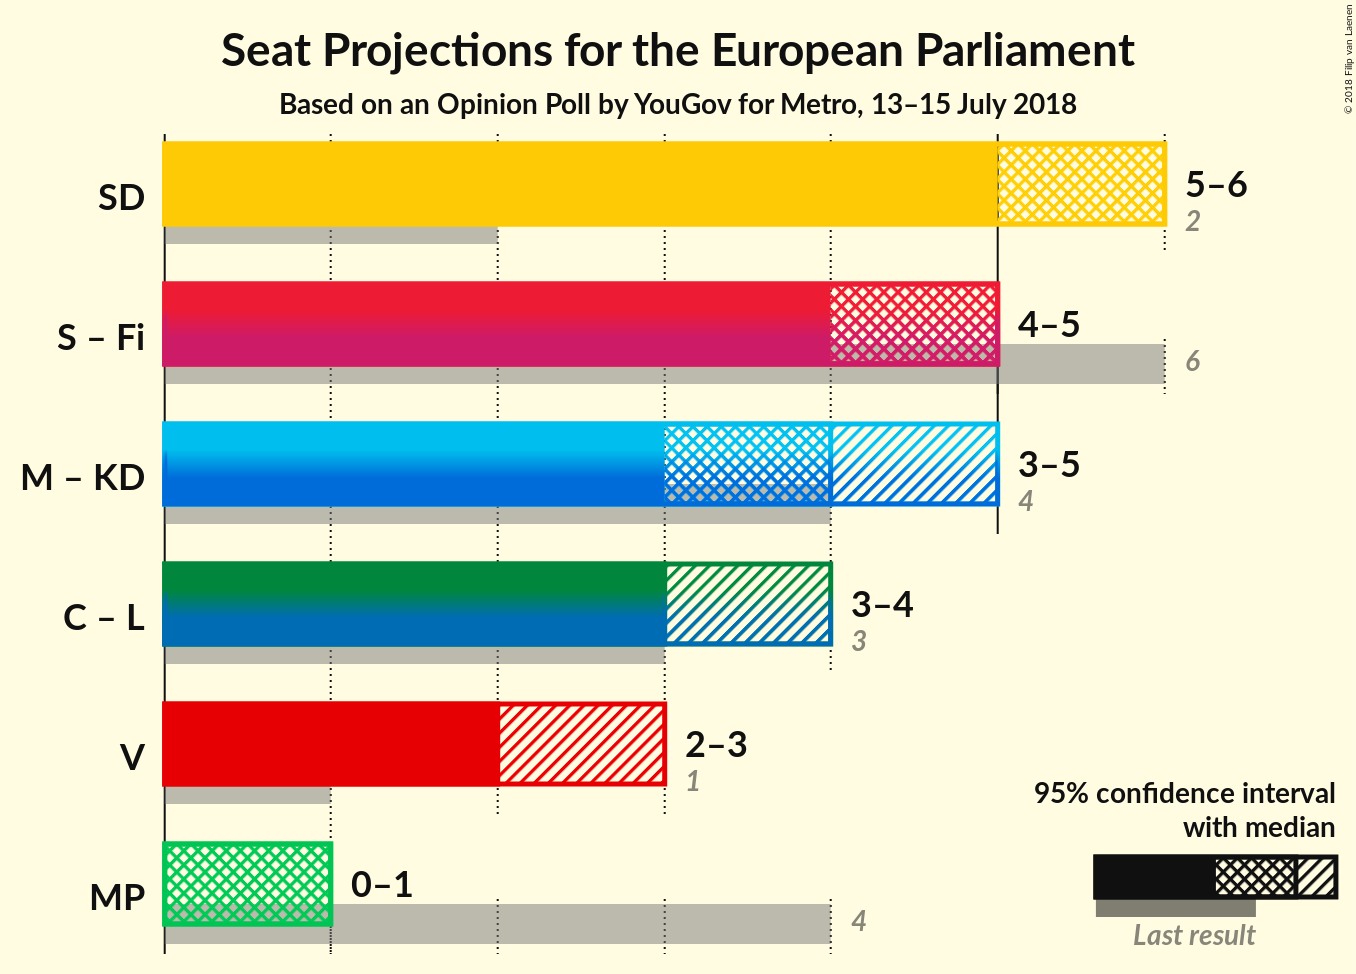 Seat Projections for the European Parliament
Based on an Opinion Poll by YouGov for Metro, 13–15 July 2018
© 2018 Filip van Laenen
SD
5–6
2
S – Fi
4–5
6
M – KD
3–5
4
C – L
3–4
3
V
2–3
1
MP
0–1
4
95% confidence interval
with median
Last result